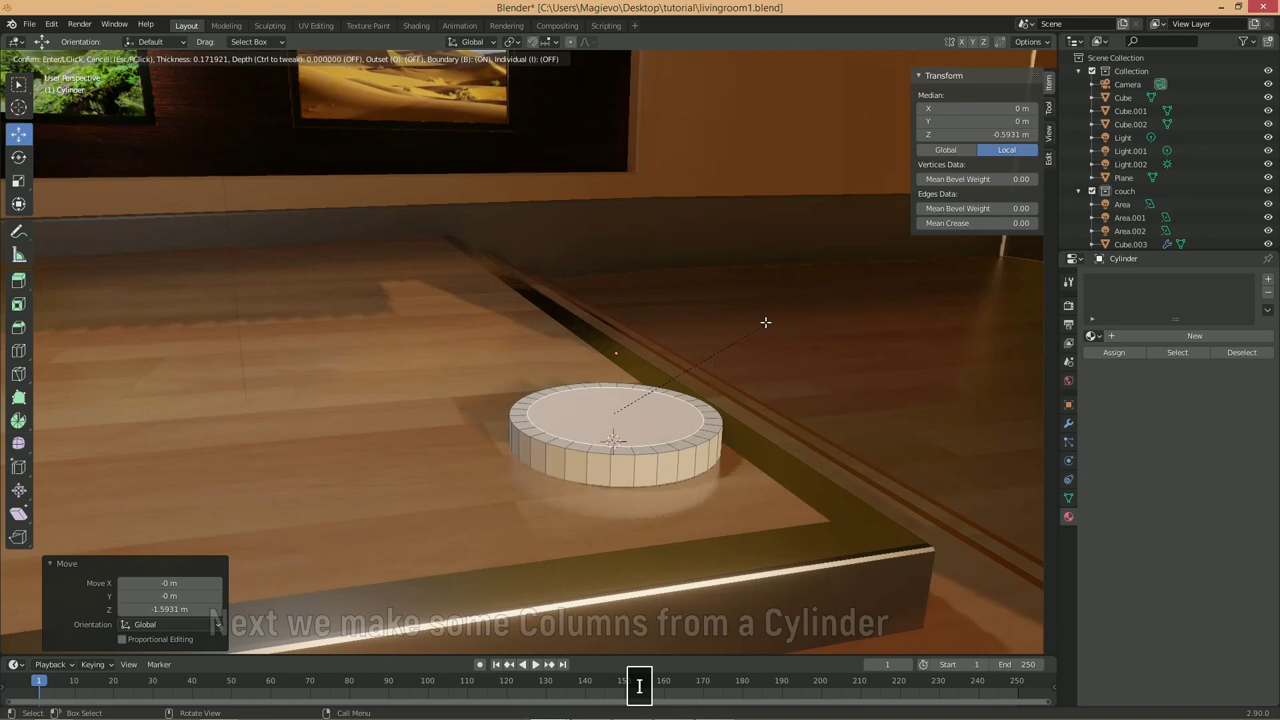 Blender* [C:\Users\Magievo\Desktop\tutorial\livingroom1.blend]
File Edit Render Window Help Layout Modeling Sculpting UV Editing Texture Paint Shading Animation Rendering Compositing Scripting + Scene View Layer
Orientation: Default Drag: Select Box Global X Y Z Options
Confirm: Enter/LClick, Cancel: (Esc/RClick), Thickness: 0.171921, Depth (Ctrl to tweak): 0.000000 (OFF), Outset (O): (OFF), Boundary (B): (ON), Individual (I): (OFF)
User Perspective
(1) Cylinder
Transform
Median:
X 0 m
Y 0 m
Z -0.5931 m
Global Local
Vertices Data:
Mean Bevel Weight 0.00
Edges Data:
Mean Bevel Weight 0.00
Mean Crease 0.00
Item
Tool
View
Edit
Scene Collection
Collection
Camera
Cube
Cube.001
Cube.002
Light
Light.001
Light.002
Plane
couch
Area
Area.001
Area.002
Cube.003
Cylinder
+ New
Assign Select Deselect
Move
Move X -0 m
Y -0 m
Z -1.5931 m
Orientation Global
Proportional Editing
Next we make some Columns from a Cylinder
Playback Keying View Marker 1 Start 1 End 250
1 10 20 30 40 50 60 70 80 90 100 110 120 130 140 150 160 170 180 190 200 210 220 230 240 250
I
Select Box Select Rotate View Call Menu 2.90.0